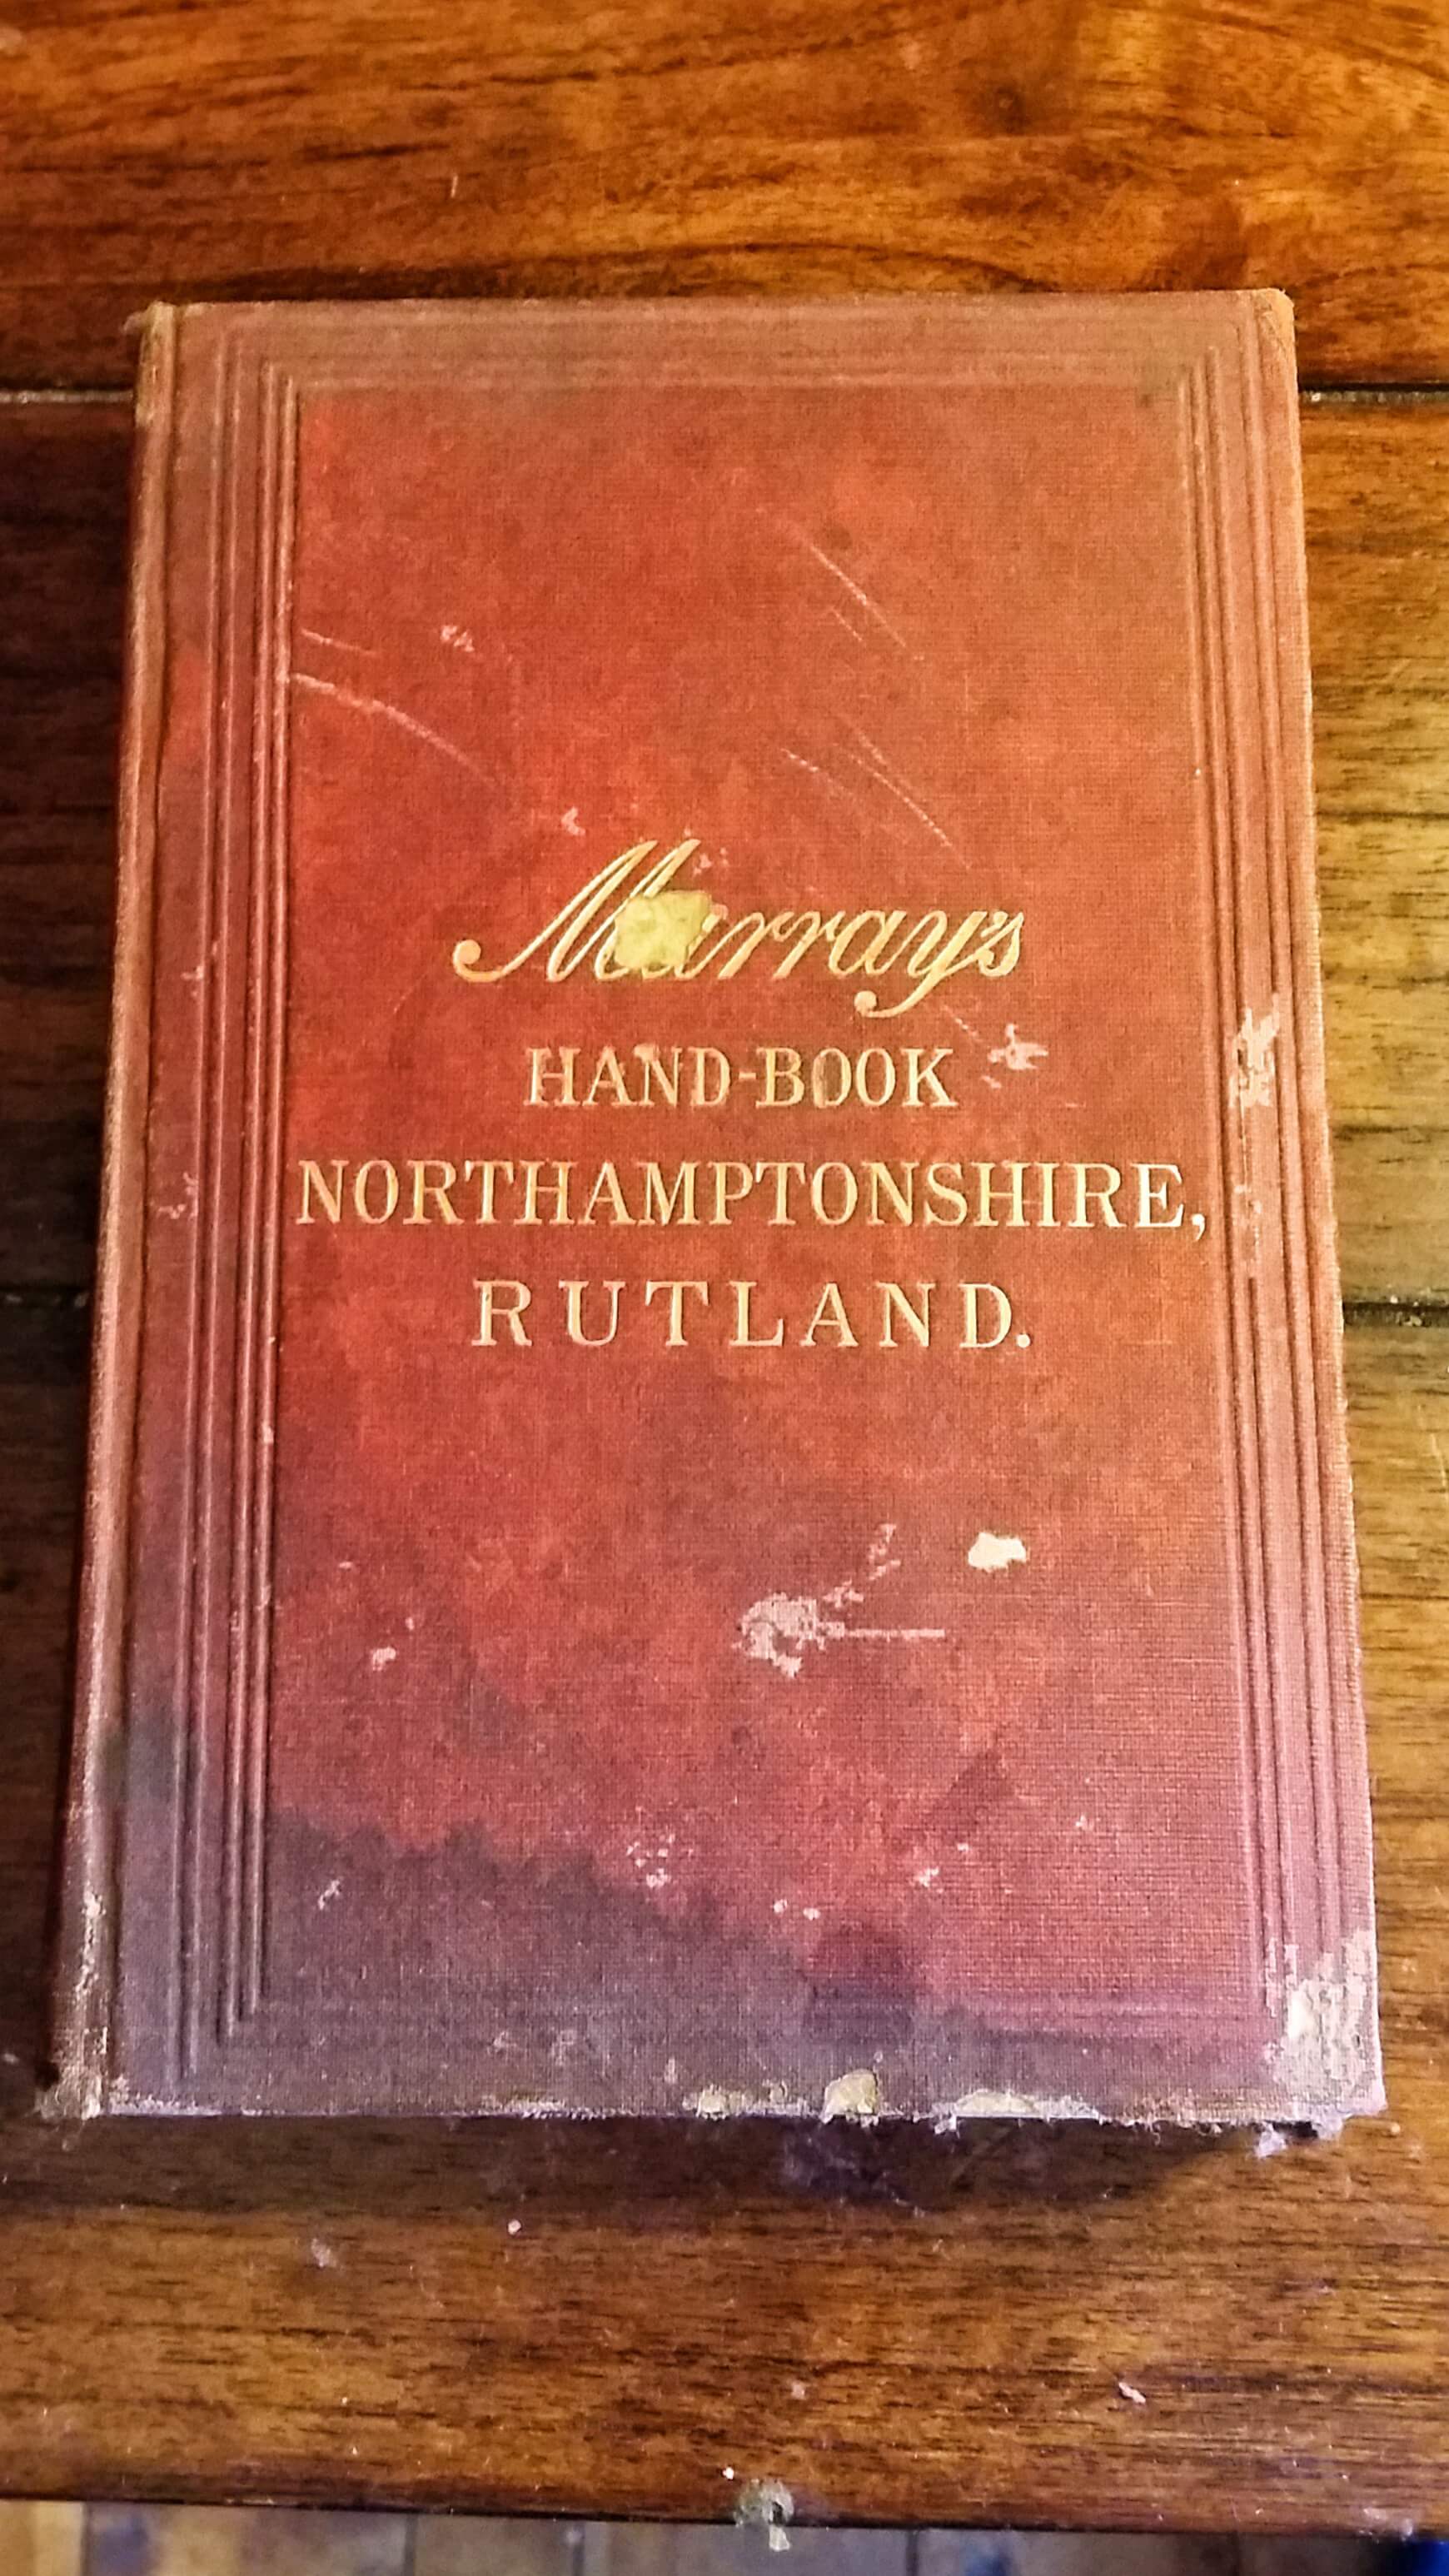 Murray's
HAND-BOOK
NORTHAMPTONSHIRE,
RUTLAND.